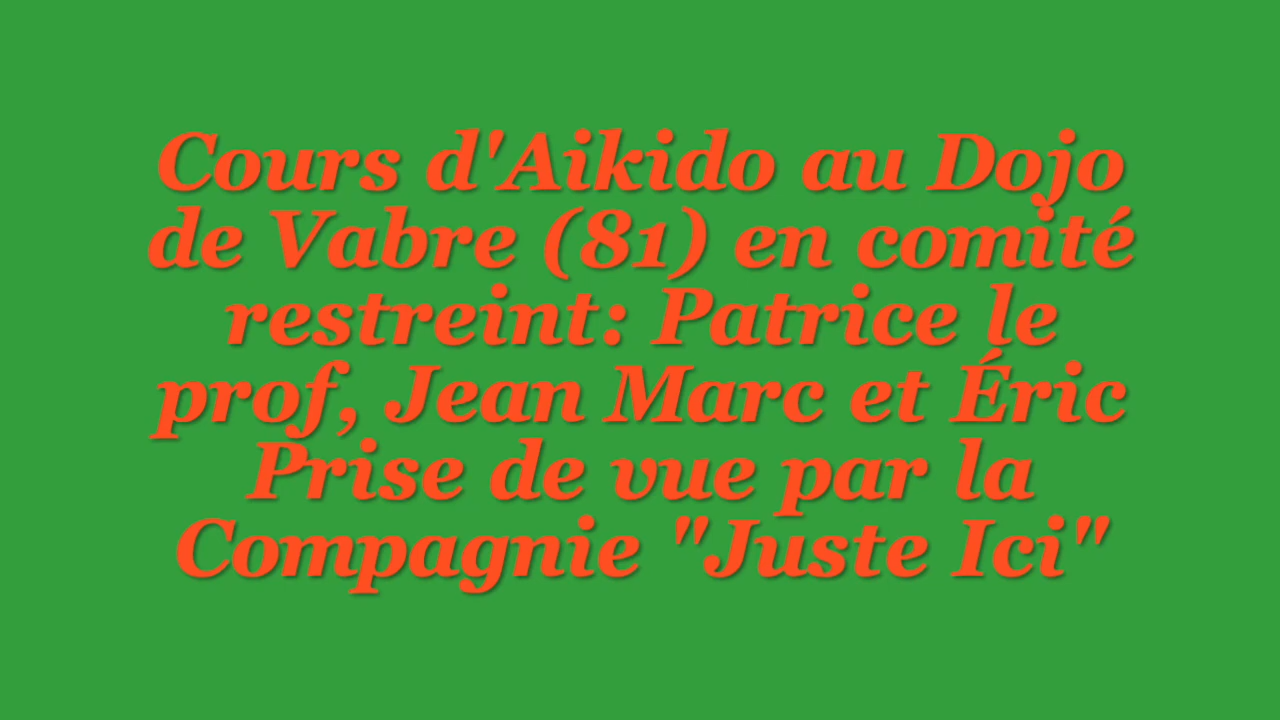 Cours d'Aikido au Dojo
de Vabre (81) en comité
restreint: Patrice le
prof, Jean Marc et Éric
Prise de vue par la
Compagnie "Juste Ici"